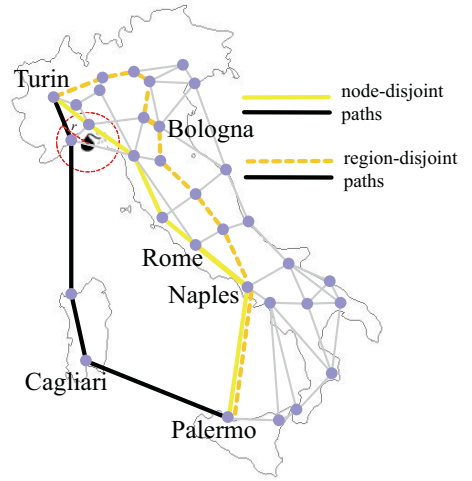 Turin
node-disjoint
paths
r
Bologna
region-disjoint
paths
Rome
Naples
Cagliari
Palermo